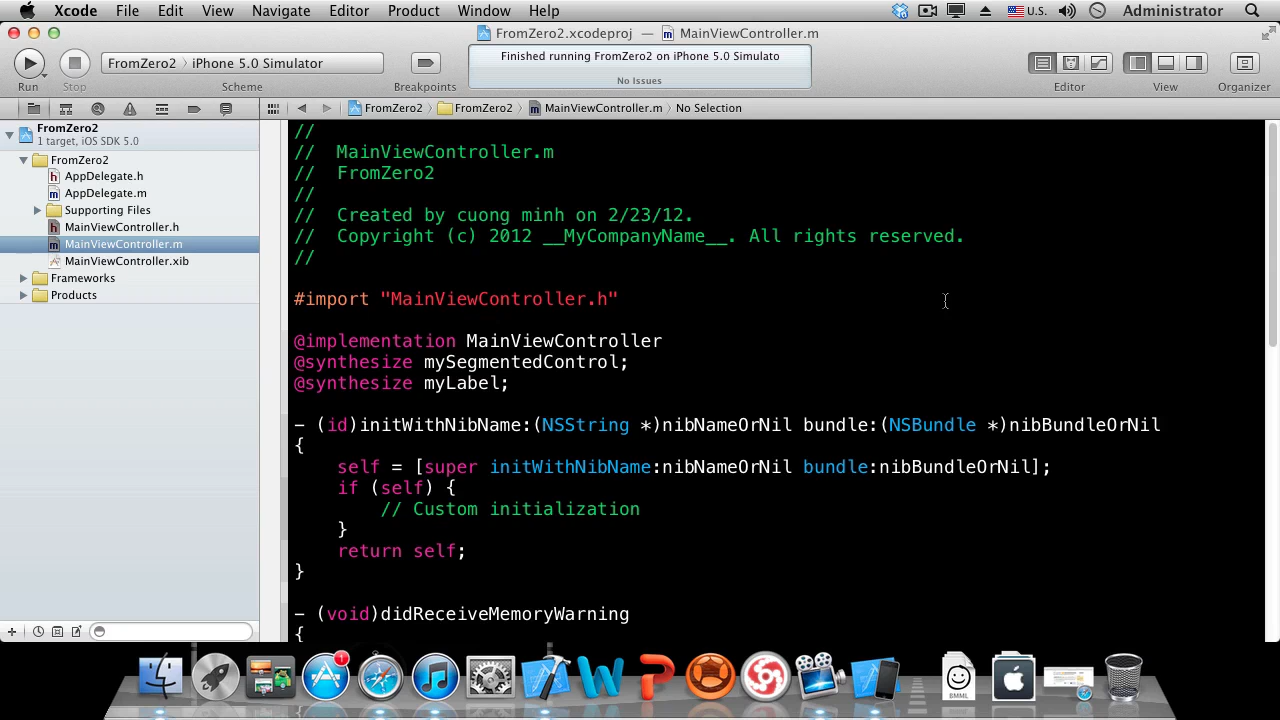 Xcode File Edit View Navigate Editor Product Window Help U.S. Administrator
FromZero2.xcodeproj — MainViewController.m
FromZero2 〉 iPhone 5.0 Simulator
Finished running FromZero2 on iPhone 5.0 Simulato
No Issues
Run Stop Scheme Breakpoints Editor View Organizer
FromZero2 〉 FromZero2 〉 MainViewController.m 〉 No Selection
FromZero2
1 target, iOS SDK 5.0
FromZero2
AppDelegate.h
AppDelegate.m
Supporting Files
MainViewController.h
MainViewController.m
MainViewController.xib
Frameworks
Products
//
// MainViewController.m
// FromZero2
//
// Created by cuong minh on 2/23/12.
// Copyright (c) 2012 __MyCompanyName__. All rights reserved.
//
#import "MainViewController.h"
@implementation MainViewController
@synthesize mySegmentedControl;
@synthesize myLabel;
- (id)initWithNibName:(NSString *)nibNameOrNil bundle:(NSBundle *)nibBundleOrNil
{
self = [super initWithNibName:nibNameOrNil bundle:nibBundleOrNil];
if (self) {
// Custom initialization
}
return self;
}
- (void)didReceiveMemoryWarning
{
1
BMML